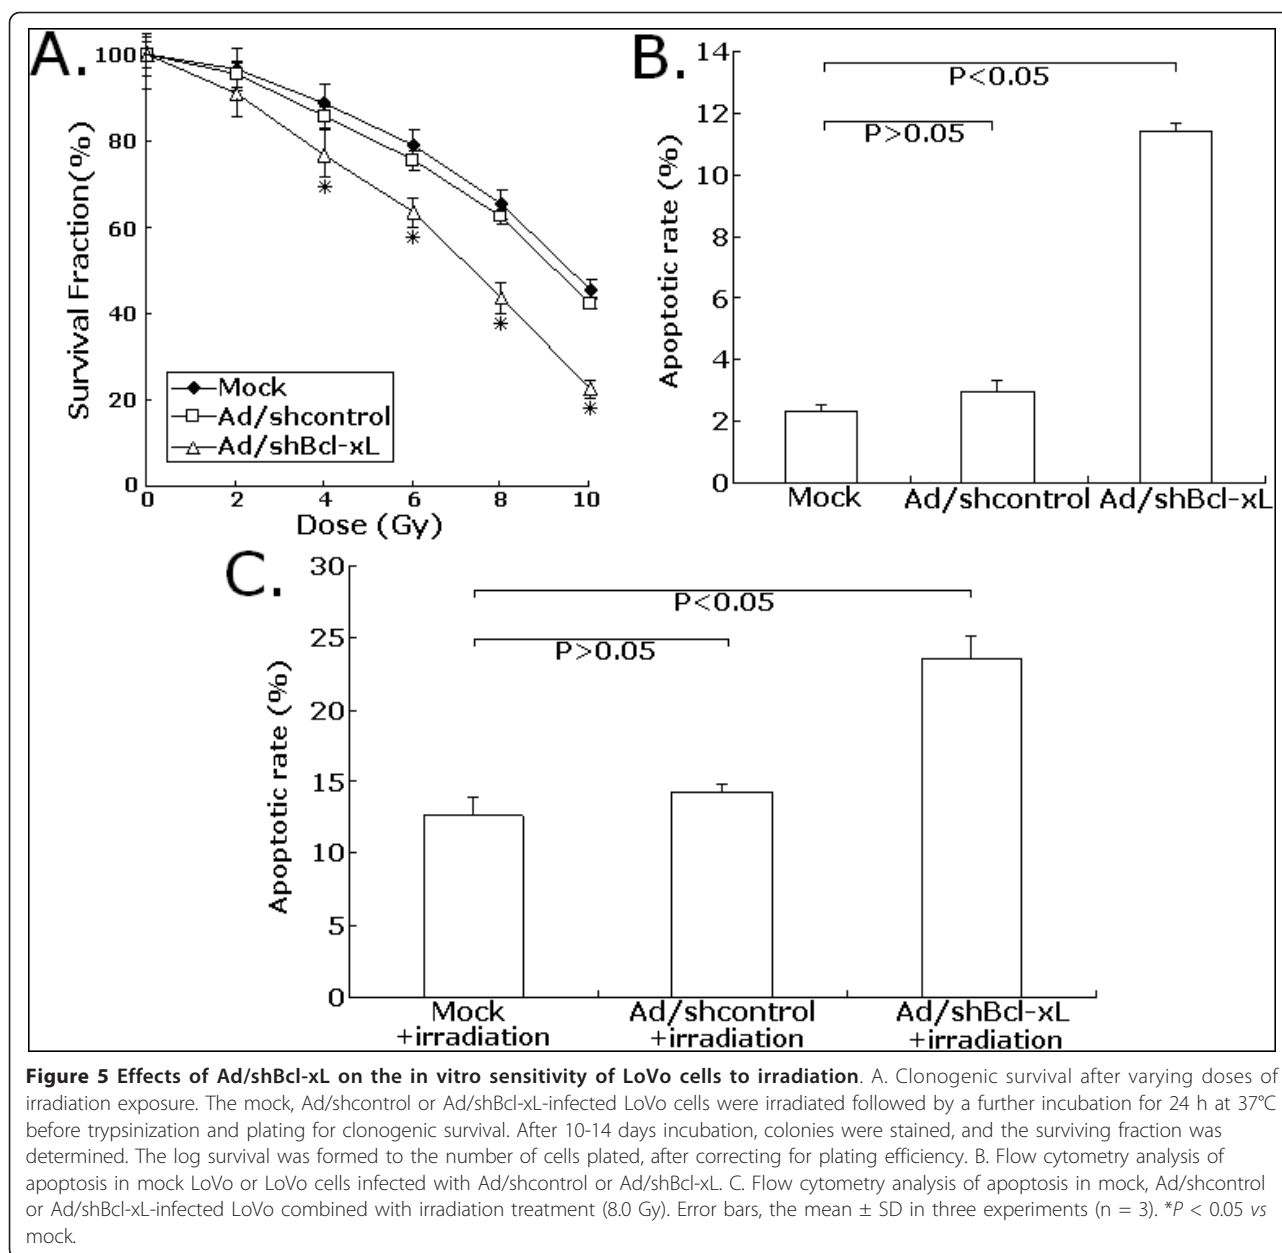 A.
100
80
60
40
20
0
Survival Fraction(%)
Mock
Ad/shcontrol
Ad/shBcl-xL
*
*
*
*
0 2 4 6 8 10
Dose (Gy)
B.
14
12
10
8
6
4
2
0
Apoptotic rate (%)
P<0.05
P>0.05
Mock Ad/shcontrol Ad/shBcl-xL
C.
30
25
20
15
10
5
0
Apoptotic rate (%)
P<0.05
P>0.05
Mock Ad/shcontrol Ad/shBcl-xL
+irradiation +irradiation +irradiation
Figure 5 Effects of Ad/shBcl-xL on the in vitro sensitivity of LoVo cells to irradiation. A. Clonogenic survival after varying doses of
irradiation exposure. The mock, Ad/shcontrol or Ad/shBcl-xL-infected LoVo cells were irradiated followed by a further incubation for 24 h at 37°C
before trypsinization and plating for clonogenic survival. After 10-14 days incubation, colonies were stained, and the surviving fraction was
determined. The log survival was formed to the number of cells plated, after correcting for plating efficiency. B. Flow cytometry analysis of
apoptosis in mock LoVo or LoVo cells infected with Ad/shcontrol or Ad/shBcl-xL. C. Flow cytometry analysis of apoptosis in mock, Ad/shcontrol
or Ad/shBcl-xL-infected LoVo combined with irradiation treatment (8.0 Gy). Error bars, the mean ± SD in three experiments (n = 3). *P < 0.05 vs
mock.